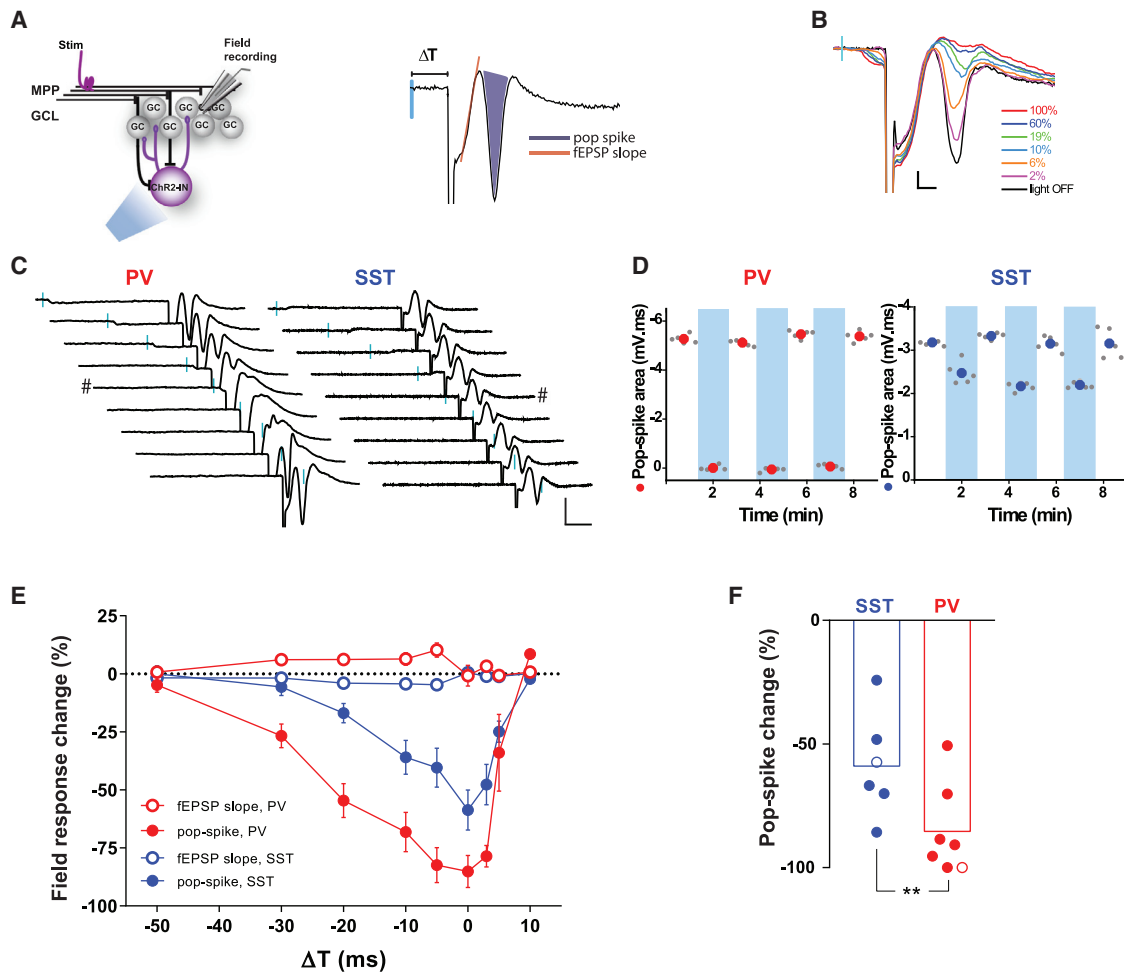 A
Stim
Field
recording
MPP
GCL
GC
GC
GC
GC
GC
GC
GC
ChR2-IN
ΔT
pop spike
fEPSP slope
B
100%
60%
19%
10%
6%
2%
light OFF
C
PV
SST
#
#
D
PV
SST
Pop-spike area (mV.ms)
-6
-4
-2
0
2
4
6
8
Time (min)
Pop-spike area (mV.ms)
-4
-3
-2
-1
0
2
4
6
8
Time (min)
E
Field response change (%)
25
0
-25
-50
-75
-100
fEPSP slope, PV
pop-spike, PV
fEPSP slope, SST
pop-spike, SST
-50
-40
-30
-20
-10
0
10
ΔT (ms)
F
SST
PV
Pop-spike change (%)
0
-50
-100
**